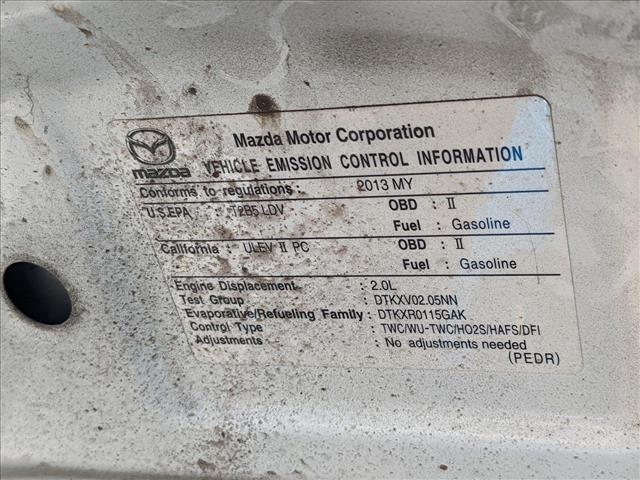 Mazda Motor Corporation
mazda VEHICLE EMISSION CONTROL INFORMATION
Conforms to regulations : 2013 MY
U.S.EPA : T2B5 LDV OBD : II
Fuel : Gasoline
California : ULEV II PC OBD : II
Fuel : Gasoline
Engine Displacement : 2.0L
Test Group : DTKXV02.05NN
Evaporative/Refueling Family : DTKXR0115GAK
Control Type : TWC/WU-TWC/HO2S/HAFS/DFI
Adjustments : No adjustments needed
(PEDR)